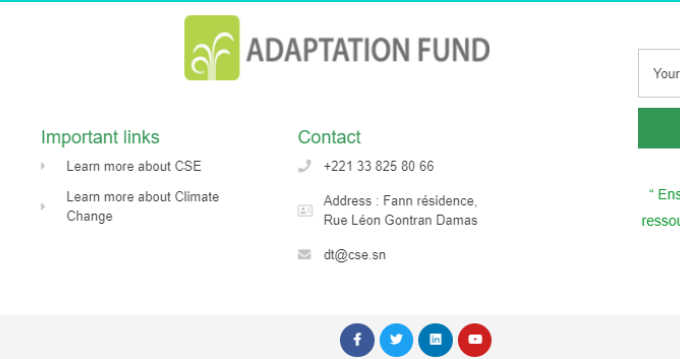 ADAPTATION FUND
Important links
Learn more about CSE
Learn more about Climate
Change
Contact
+221 33 825 80 66
Address : Fann résidence,
Rue Léon Gontran Damas
dt@cse.sn
Your
“ Ens
ressou